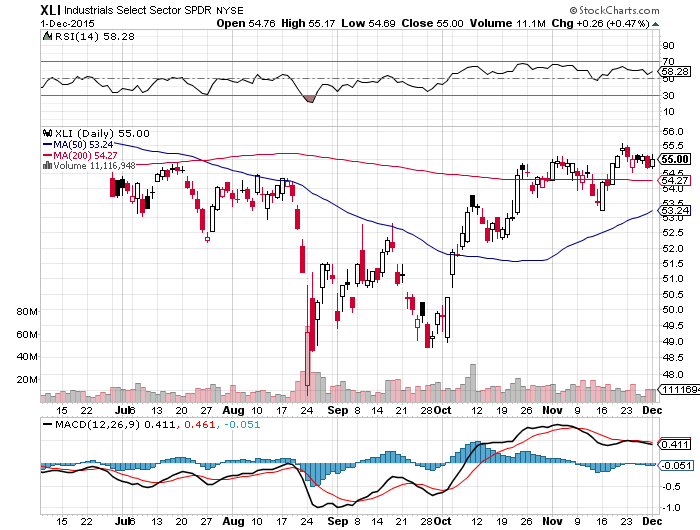 XLI Industrials Select Sector SPDR NYSE © StockCharts.com
1-Dec-2015 Open 54.76 High 55.17 Low 54.69 Close 55.00 Volume 11.1M Chg +0.26 (+0.47%)
RSI(14) 58.28
90
70
58.28
50
30
10
XLI (Daily) 55.00
MA(50) 53.24
MA(200) 54.27
Volume 11,116,948
56.0
55.5
55.00
54.5
54.27
54.0
53.5
53.24
53.0
52.5
52.0
51.5
51.0
50.5
50.0
49.5
49.0
48.5
48.0
80M
60M
40M
20M
1111694
15 22 Jul6 13 20 27 Aug 10 17 24 Sep 8 14 21 28 Oct 12 19 26 Nov 9 16 23 Dec
MACD(12,26,9) 0.411, 0.461, -0.051
0.411
-0.051
-0.5
-1.0
15 22 Jul6 13 20 27 Aug 10 17 24 Sep 8 14 21 28 Oct 12 19 26 Nov 9 16 23 Dec